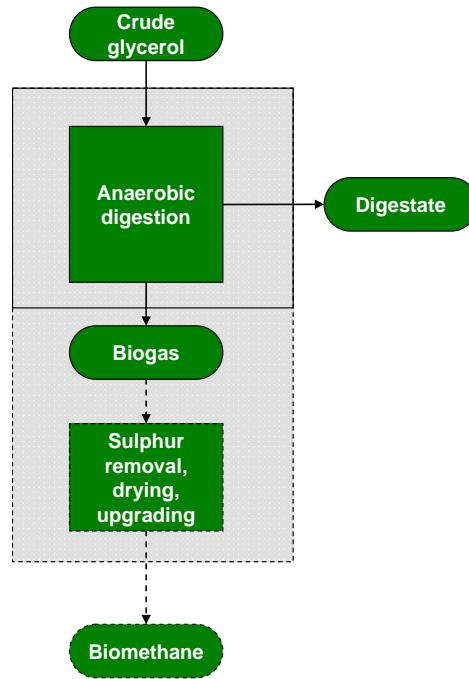 Crude
glycerol
Anaerobic
digestion
Digestate
Biogas
Sulphur
removal,
drying,
upgrading
Biomethane